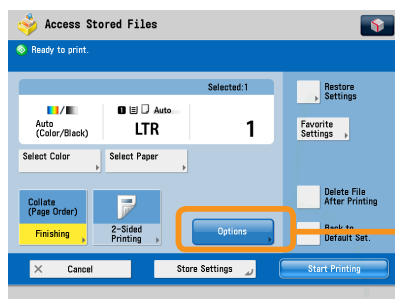 Access Stored Files
Ready to print.
Selected:1
Auto
(Color/Black)
Auto
LTR
1
Select Color
Select Paper
Collate
(Page Order)
Finishing
2-Sided
Printing
Options
Restore
Settings
Favorite
Settings
Delete File
After Printing
Back to
Default Set.
Cancel
Store Settings
Start Printing